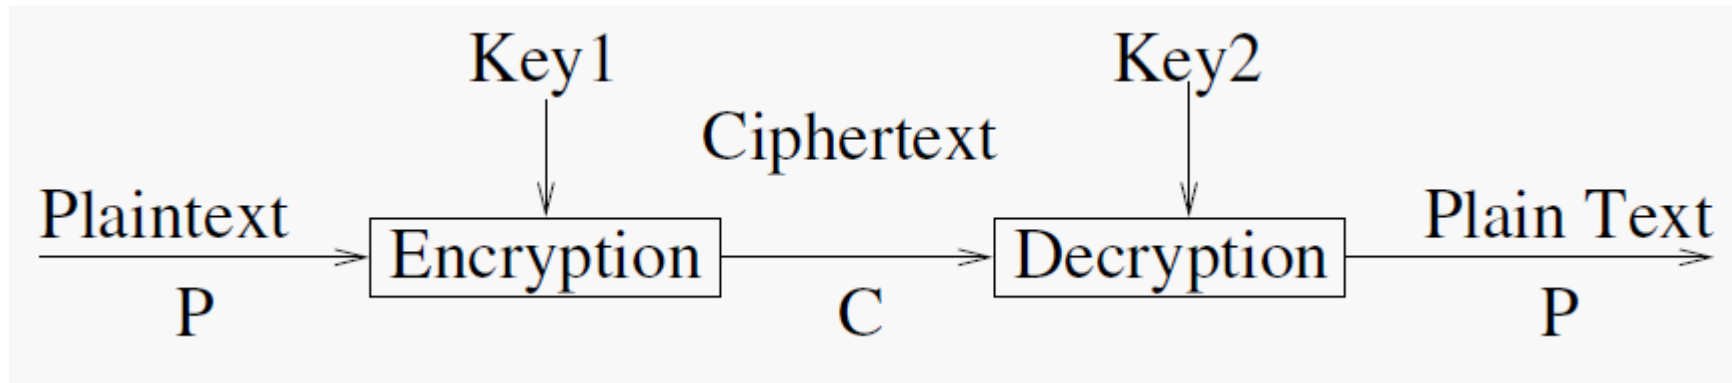 Key1
Key2
Ciphertext
Plaintext
Plain Text
Encryption
Decryption
P
C
P